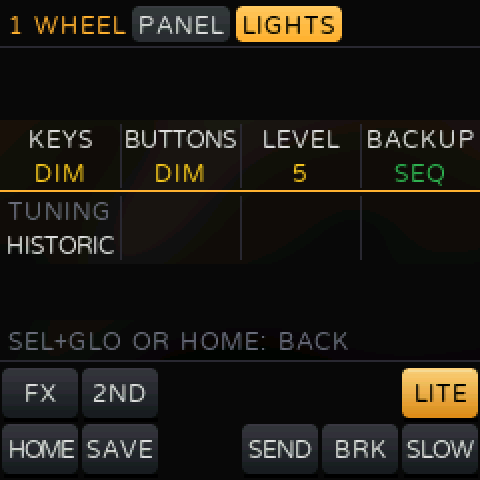 1 WHEEL PANEL LIGHTS
KEYS BUTTONS LEVEL BACKUP
DIM DIM 5 SEQ
TUNING
HISTORIC
SEL+GLO OR HOME: BACK
FX 2ND LITE
HOME SAVE SEND BRK SLOW